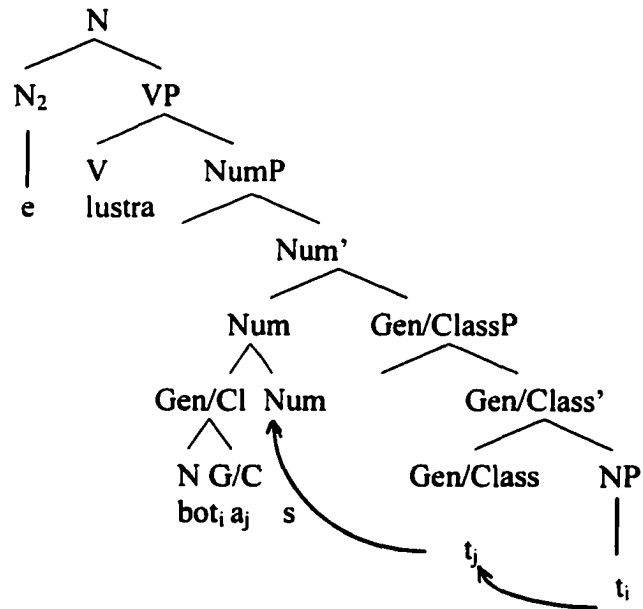 N
N₂ VP
V NumP
e lustra
Num’
Num Gen/ClassP
Gen/Cl Num Gen/Class’
N G/C Gen/Class NP
botᵢ aⱼ s
tⱼ
tᵢ